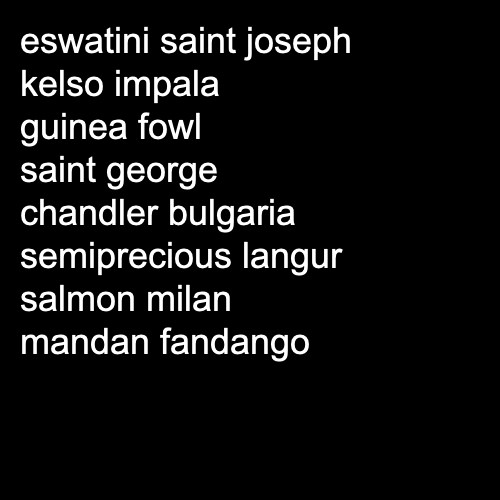 eswatini saint joseph
kelso impala
guinea fowl
saint george
chandler bulgaria
semiprecious langur
salmon milan
mandan fandango